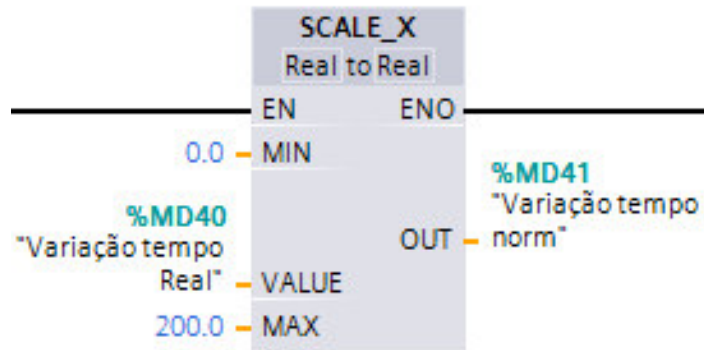 SCALE_X
Real to Real
EN ENO
0.0 MIN
%MD41
"Variação tempo
norm"
%MD40
"Variação tempo
Real"
OUT
VALUE
200.0 MAX